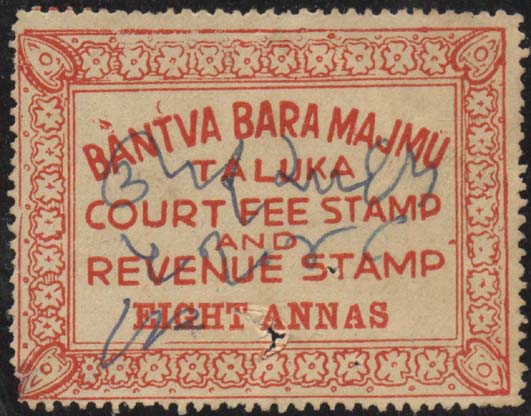 BANTVA BARA MAJMU
TALUKA
COURT FEE STAMP
AND
REVENUE STAMP
EIGHT ANNAS